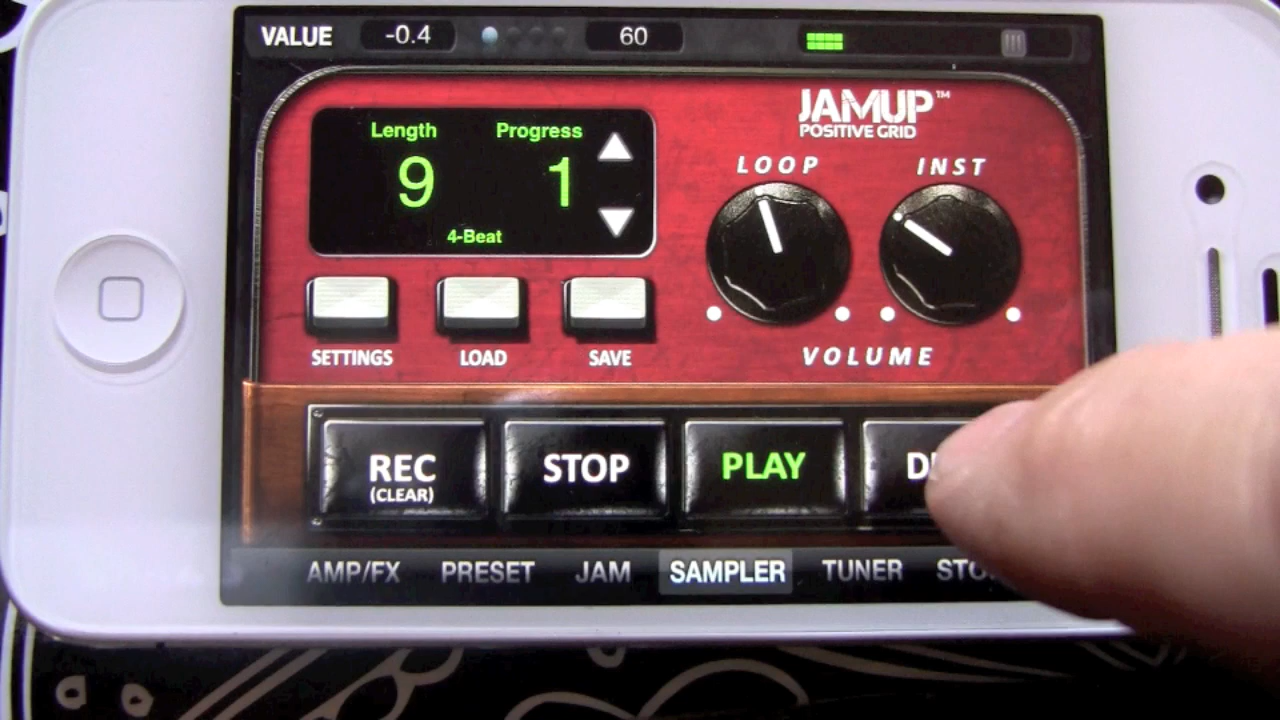 VALUE -0.4 60
JAMUP™
POSITIVE GRID
Length Progress
9 1
4-Beat
LOOP INST
VOLUME
SETTINGS LOAD SAVE
REC STOP PLAY
(CLEAR)
AMP/FX PRESET JAM SAMPLER TUNER